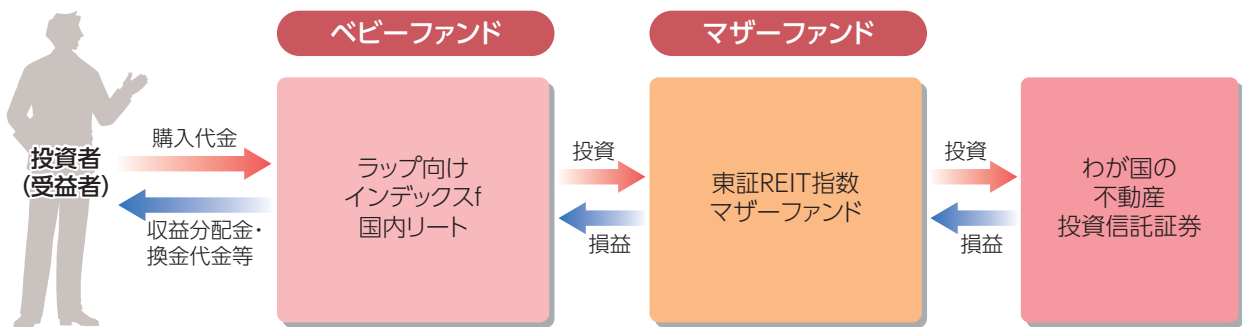 ベビーファンド
マザーファンド
投資者
(受益者)
購入代金
収益分配金・
換金代金等
ラップ向け
インデックスf
国内リート
投資
損益
東証REIT指数
マザーファンド
投資
損益
わが国の
不動産
投資信託証券